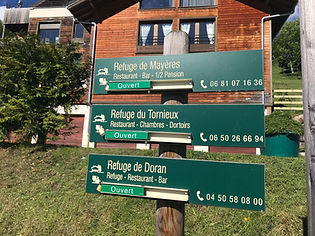 Refuge de Mayères
Restaurant - Bar - 1/2 Pension
Ouvert
06 81 07 16 36
Refuge du Tornieux
Restaurant - Chambres - Dortoirs
Ouvert
06 50 26 66 94
Refuge de Doran
Refuge - Restaurant - Bar
Ouvert
04 50 58 08 00